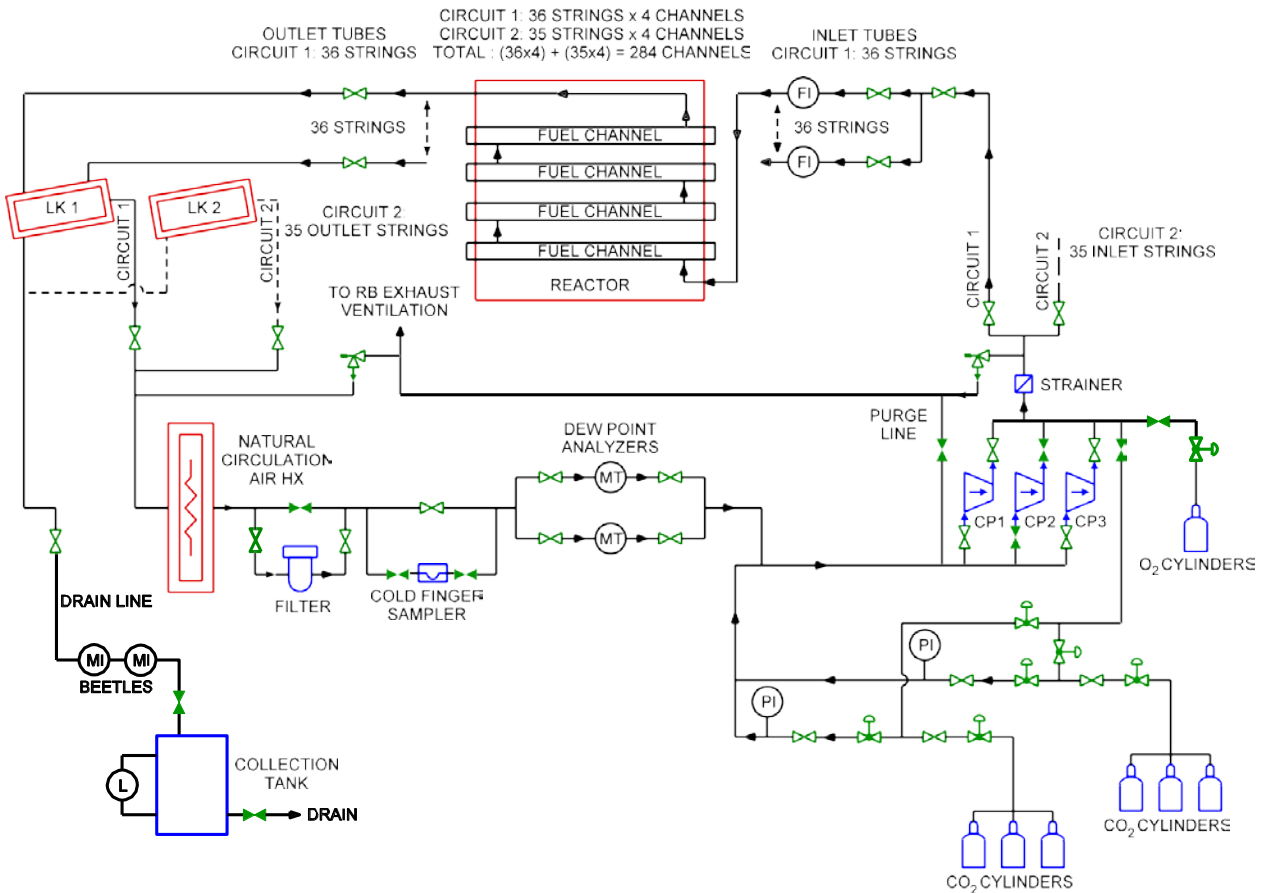 CIRCUIT 1: 36 STRINGS x 4 CHANNELS
CIRCUIT 2: 35 STRINGS x 4 CHANNELS
TOTAL : (36x4) + (35x4) = 284 CHANNELS
OUTLET TUBES
CIRCUIT 1: 36 STRINGS
INLET TUBES
CIRCUIT 1: 36 STRINGS
FI
36 STRINGS
36 STRINGS
FI
FUEL CHANNEL
FUEL CHANNEL
FUEL CHANNEL
FUEL CHANNEL
REACTOR
LK 1
LK 2
CIRCUIT 1
CIRCUIT 2
CIRCUIT 2:
35 OUTLET STRINGS
CIRCUIT 1
CIRCUIT 2
CIRCUIT 2:
35 INLET STRINGS
TO RB EXHAUST
VENTILATION
STRAINER
PURGE
LINE
NATURAL
CIRCULATION
AIR HX
DEW POINT
ANALYZERS
MT
MT
CP1
CP2
CP3
O2 CYLINDERS
FILTER
COLD FINGER
SAMPLER
DRAIN LINE
MI
MI
BEETLES
PI
PI
COLLECTION
TANK
L
DRAIN
CO2 CYLINDERS
CO2 CYLINDERS